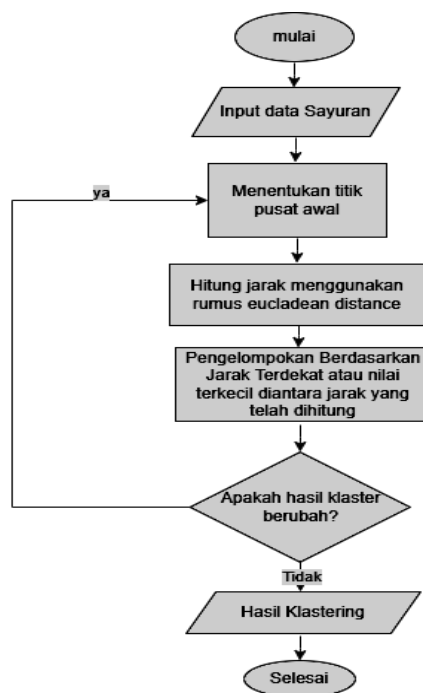 mulai
Input data Sayuran
ya
Menentukan titik
pusat awal
Hitung jarak menggunakan
rumus eucladean distance
Pengelompokan Berdasarkan
Jarak Terdekat atau nilai
terkecil diantara jarak yang
telah dihitung
Apakah hasil klaster
berubah?
Tidak
Hasil Klastering
Selesai